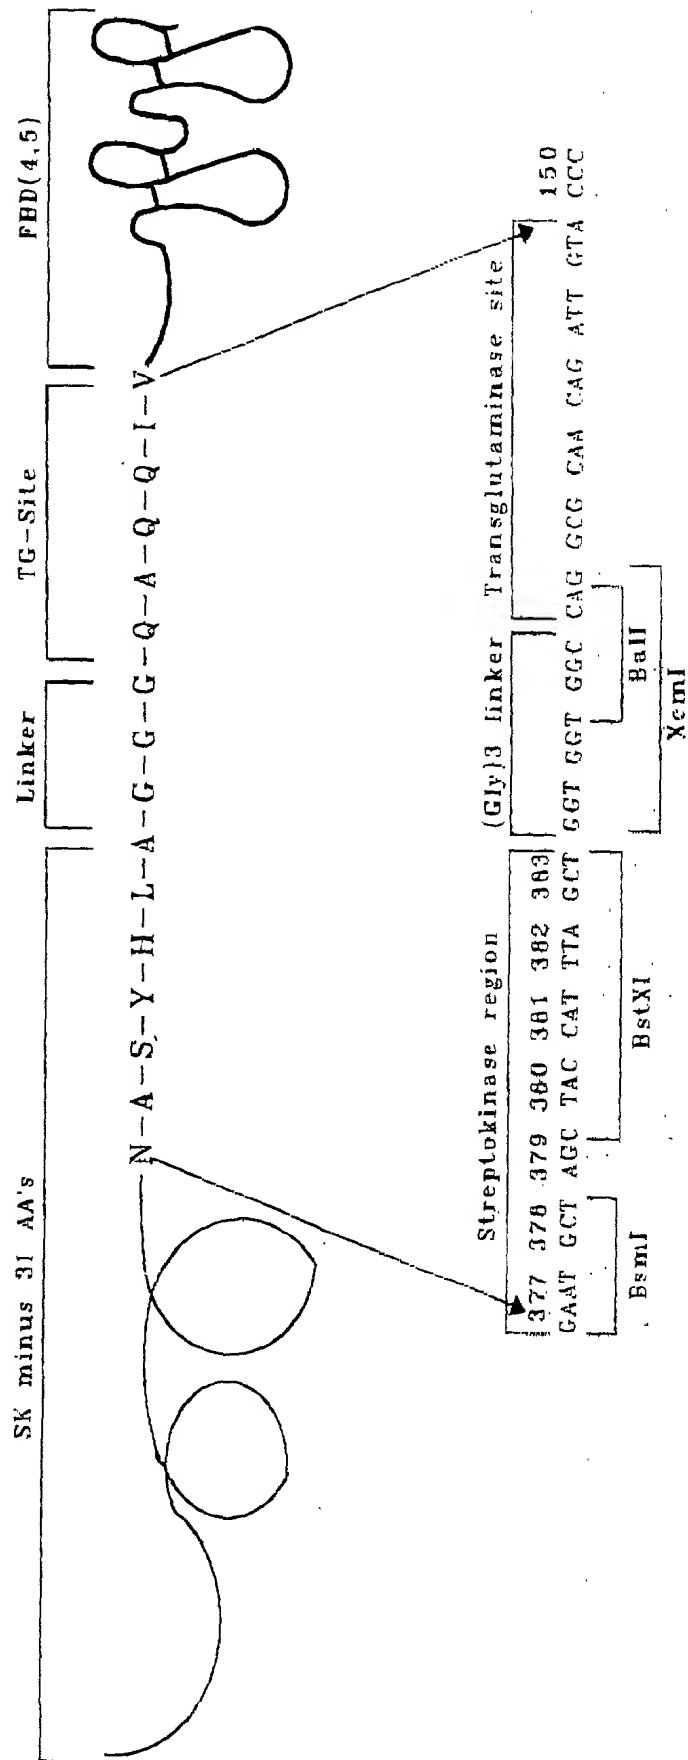 SK minus 31 AA's Linker TG-Site FBD(4,5)
N-A-S-Y-H-L-A-G-G-G-Q-A-Q-Q-I-V
Streptokinase region (Gly)3 linker Transglutaminase site
377 378 379 380 381 382 383 150
GAAT GCT AGC TAC CAT TTA GCT GGT GGT GGC CAG GCG CAA CAG ATT GTA CCC
BsmI BstXI BalI
XcmI